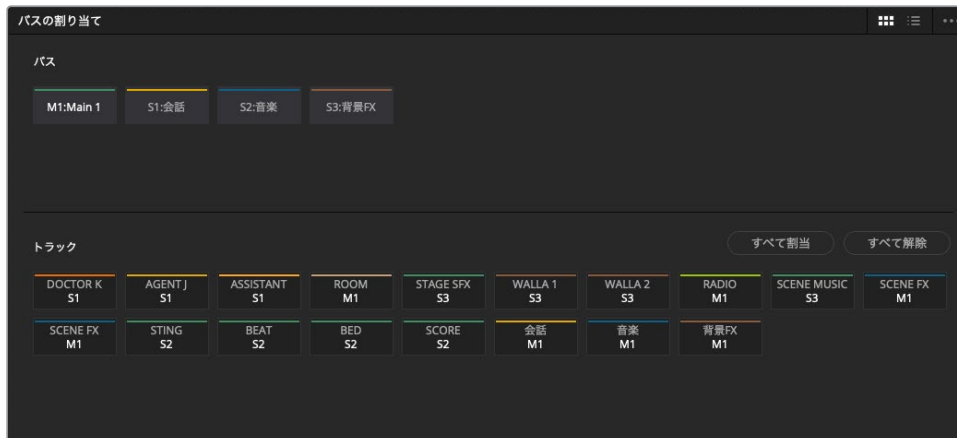 バスの割り当て
バス
M1:Main 1 S1:会話 S2:音楽 S3:背景FX
トラック すべて割当 すべて解除
DOCTOR K AGENT J ASSISTANT ROOM STAGE SFX WALLA 1 WALLA 2 RADIO SCENE MUSIC SCENE FX
S1 S1 S1 M1 S3 S3 S3 M1 S3 M1
SCENE FX STING BEAT BED SCORE 会話 音楽 背景FX
M1 S2 S2 S2 S2 M1 M1 M1